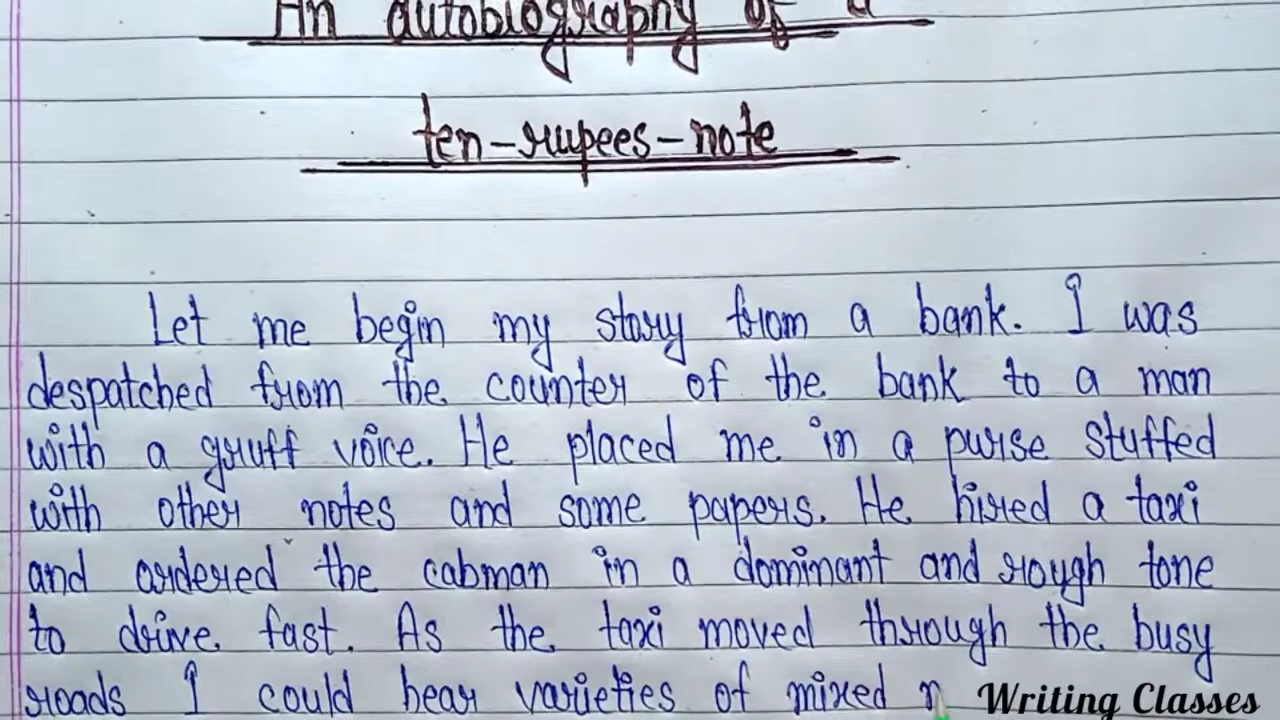 An autobiography of a
ten-rupees-note
Let me begin my story from a bank. I was
despatched from the counter of the bank to a man
with a gruff voice. He placed me in a purse stuffed
with other notes and some papers. He hired a taxi
and ordered the cabman in a dominant and rough tone
to drive fast. As the taxi moved through the busy
roads I could hear varieties of mixed
Writing Classes